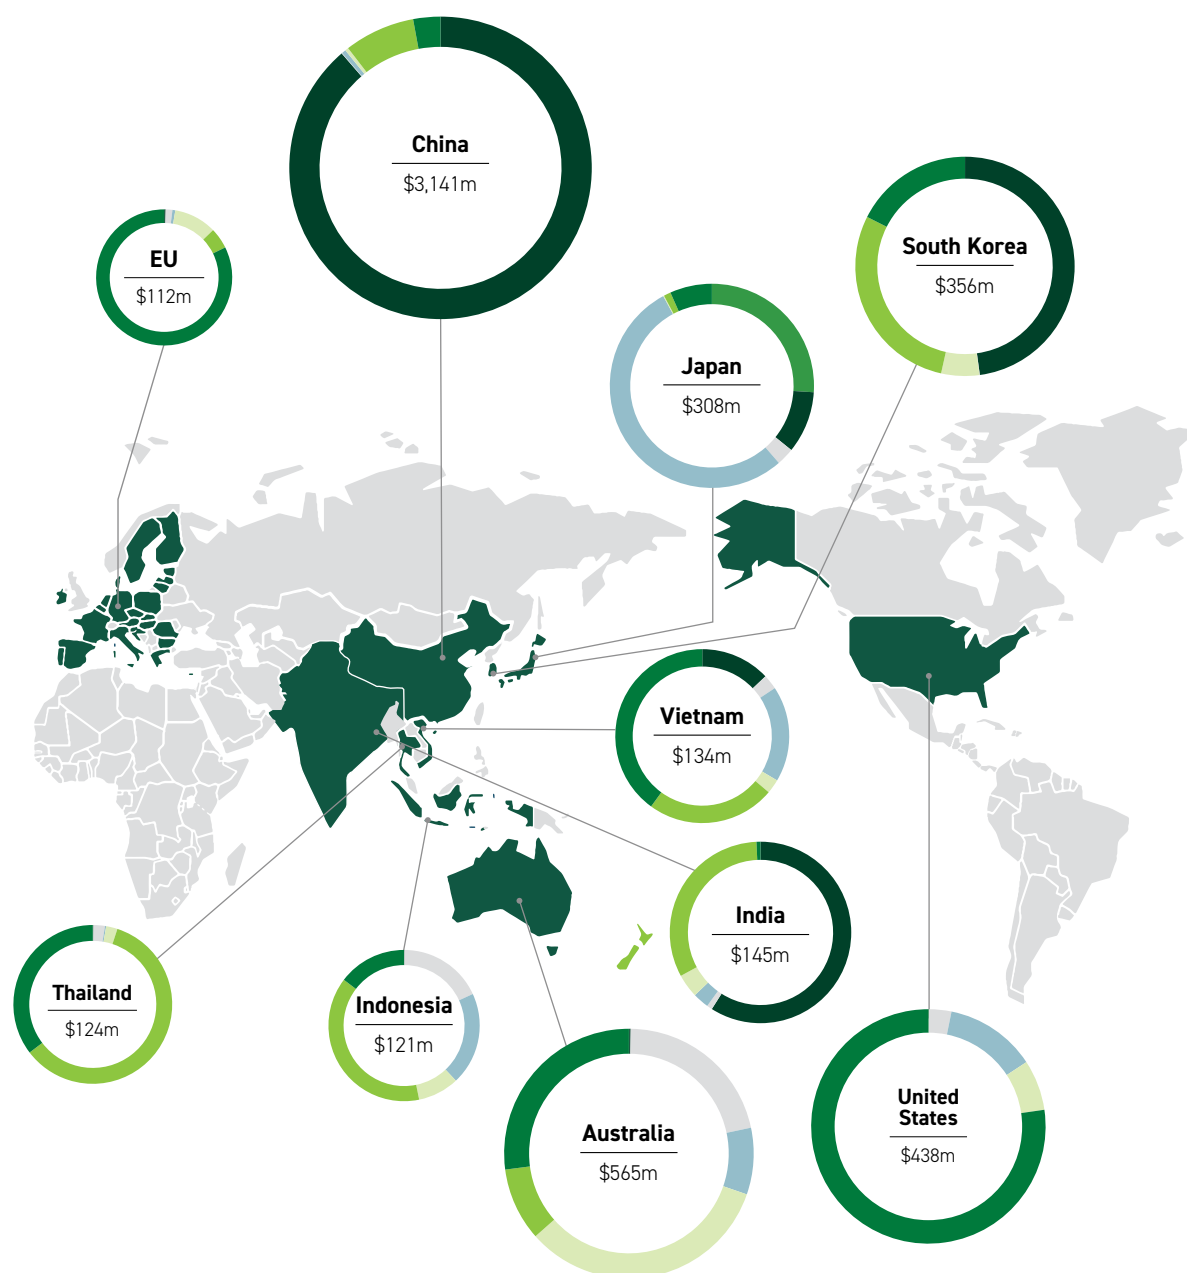 China
$3,141m
EU
$112m
South Korea
$356m
Japan
$308m
Vietnam
$134m
India
$145m
Thailand
$124m
Indonesia
$121m
Australia
$565m
United
States
$438m